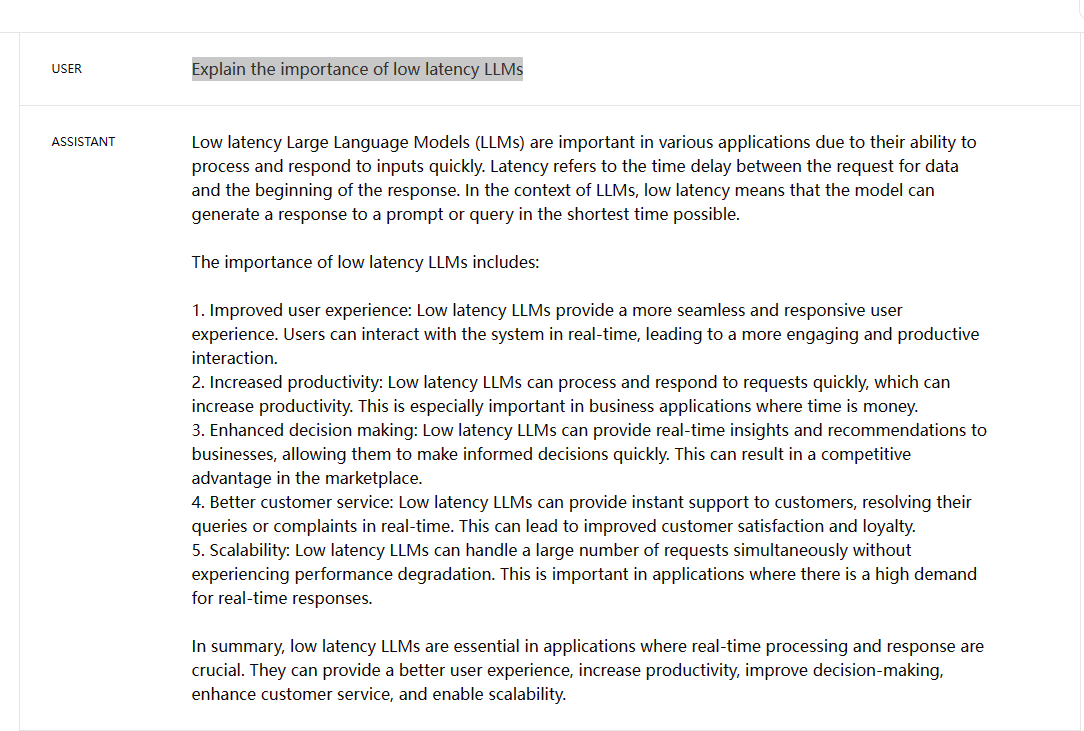 USER
Explain the importance of low latency LLMs
ASSISTANT
Low latency Large Language Models (LLMs) are important in various applications due to their ability to
process and respond to inputs quickly. Latency refers to the time delay between the request for data
and the beginning of the response. In the context of LLMs, low latency means that the model can
generate a response to a prompt or query in the shortest time possible.
The importance of low latency LLMs includes:
1. Improved user experience: Low latency LLMs provide a more seamless and responsive user
experience. Users can interact with the system in real-time, leading to a more engaging and productive
interaction.
2. Increased productivity: Low latency LLMs can process and respond to requests quickly, which can
increase productivity. This is especially important in business applications where time is money.
3. Enhanced decision making: Low latency LLMs can provide real-time insights and recommendations to
businesses, allowing them to make informed decisions quickly. This can result in a competitive
advantage in the marketplace.
4. Better customer service: Low latency LLMs can provide instant support to customers, resolving their
queries or complaints in real-time. This can lead to improved customer satisfaction and loyalty.
5. Scalability: Low latency LLMs can handle a large number of requests simultaneously without
experiencing performance degradation. This is important in applications where there is a high demand
for real-time responses.
In summary, low latency LLMs are essential in applications where real-time processing and response are
crucial. They can provide a better user experience, increase productivity, improve decision-making,
enhance customer service, and enable scalability.